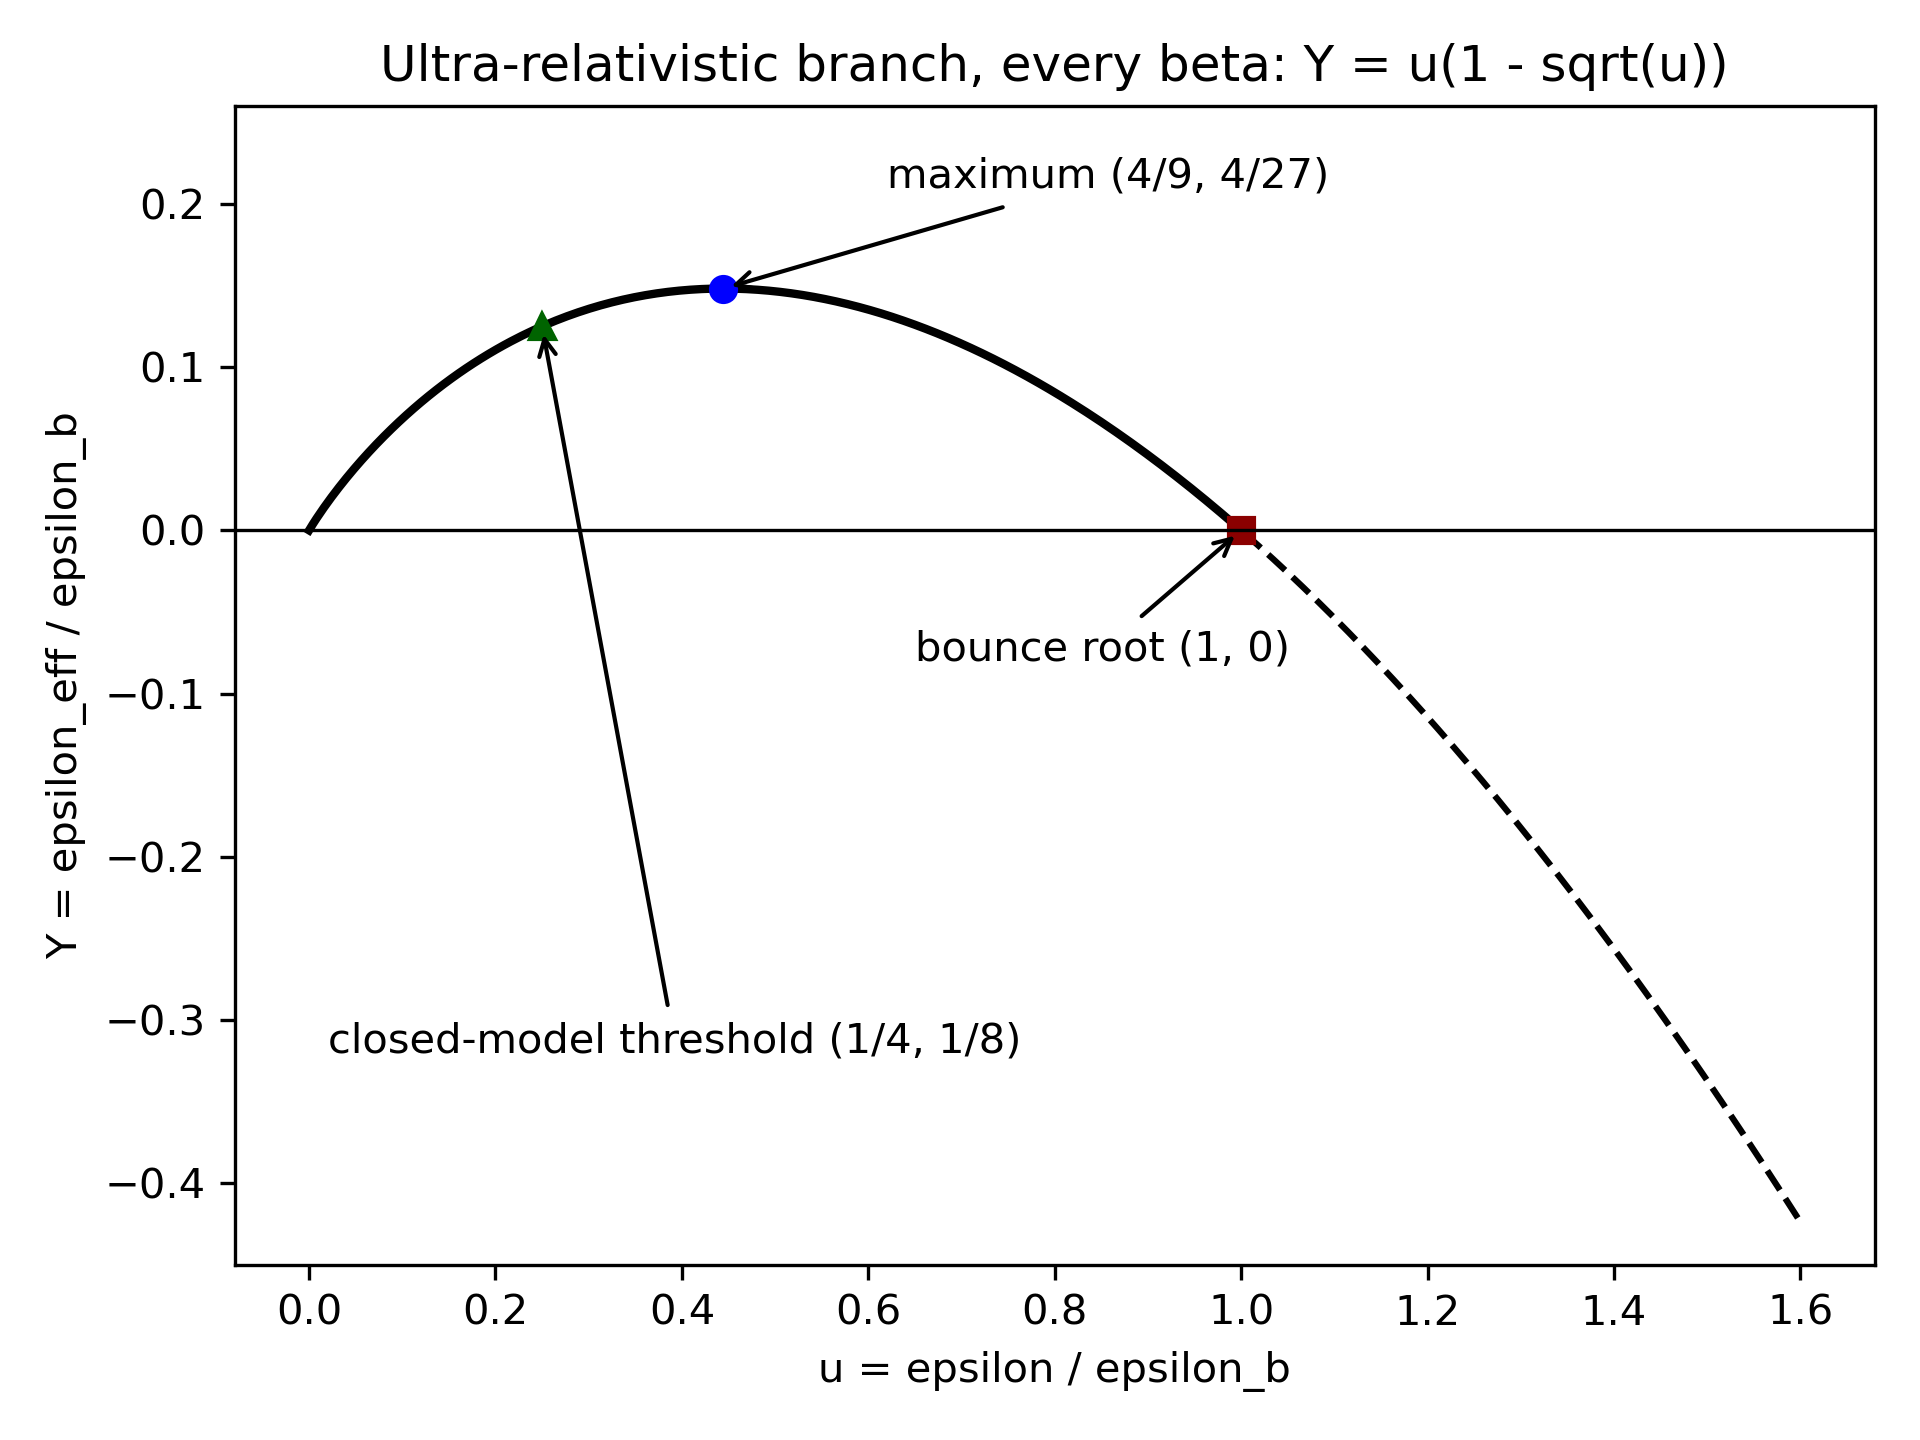 Ultra-relativistic branch, every beta: Y = u(1 - sqrt(u))
maximum (4/9, 4/27)
bounce root (1, 0)
closed-model threshold (1/4, 1/8)
Y = epsilon_eff / epsilon_b
0.2
0.1
0.0
−0.1
−0.2
−0.3
−0.4
0.0 0.2 0.4 0.6 0.8 1.0 1.2 1.4 1.6
u = epsilon / epsilon_b